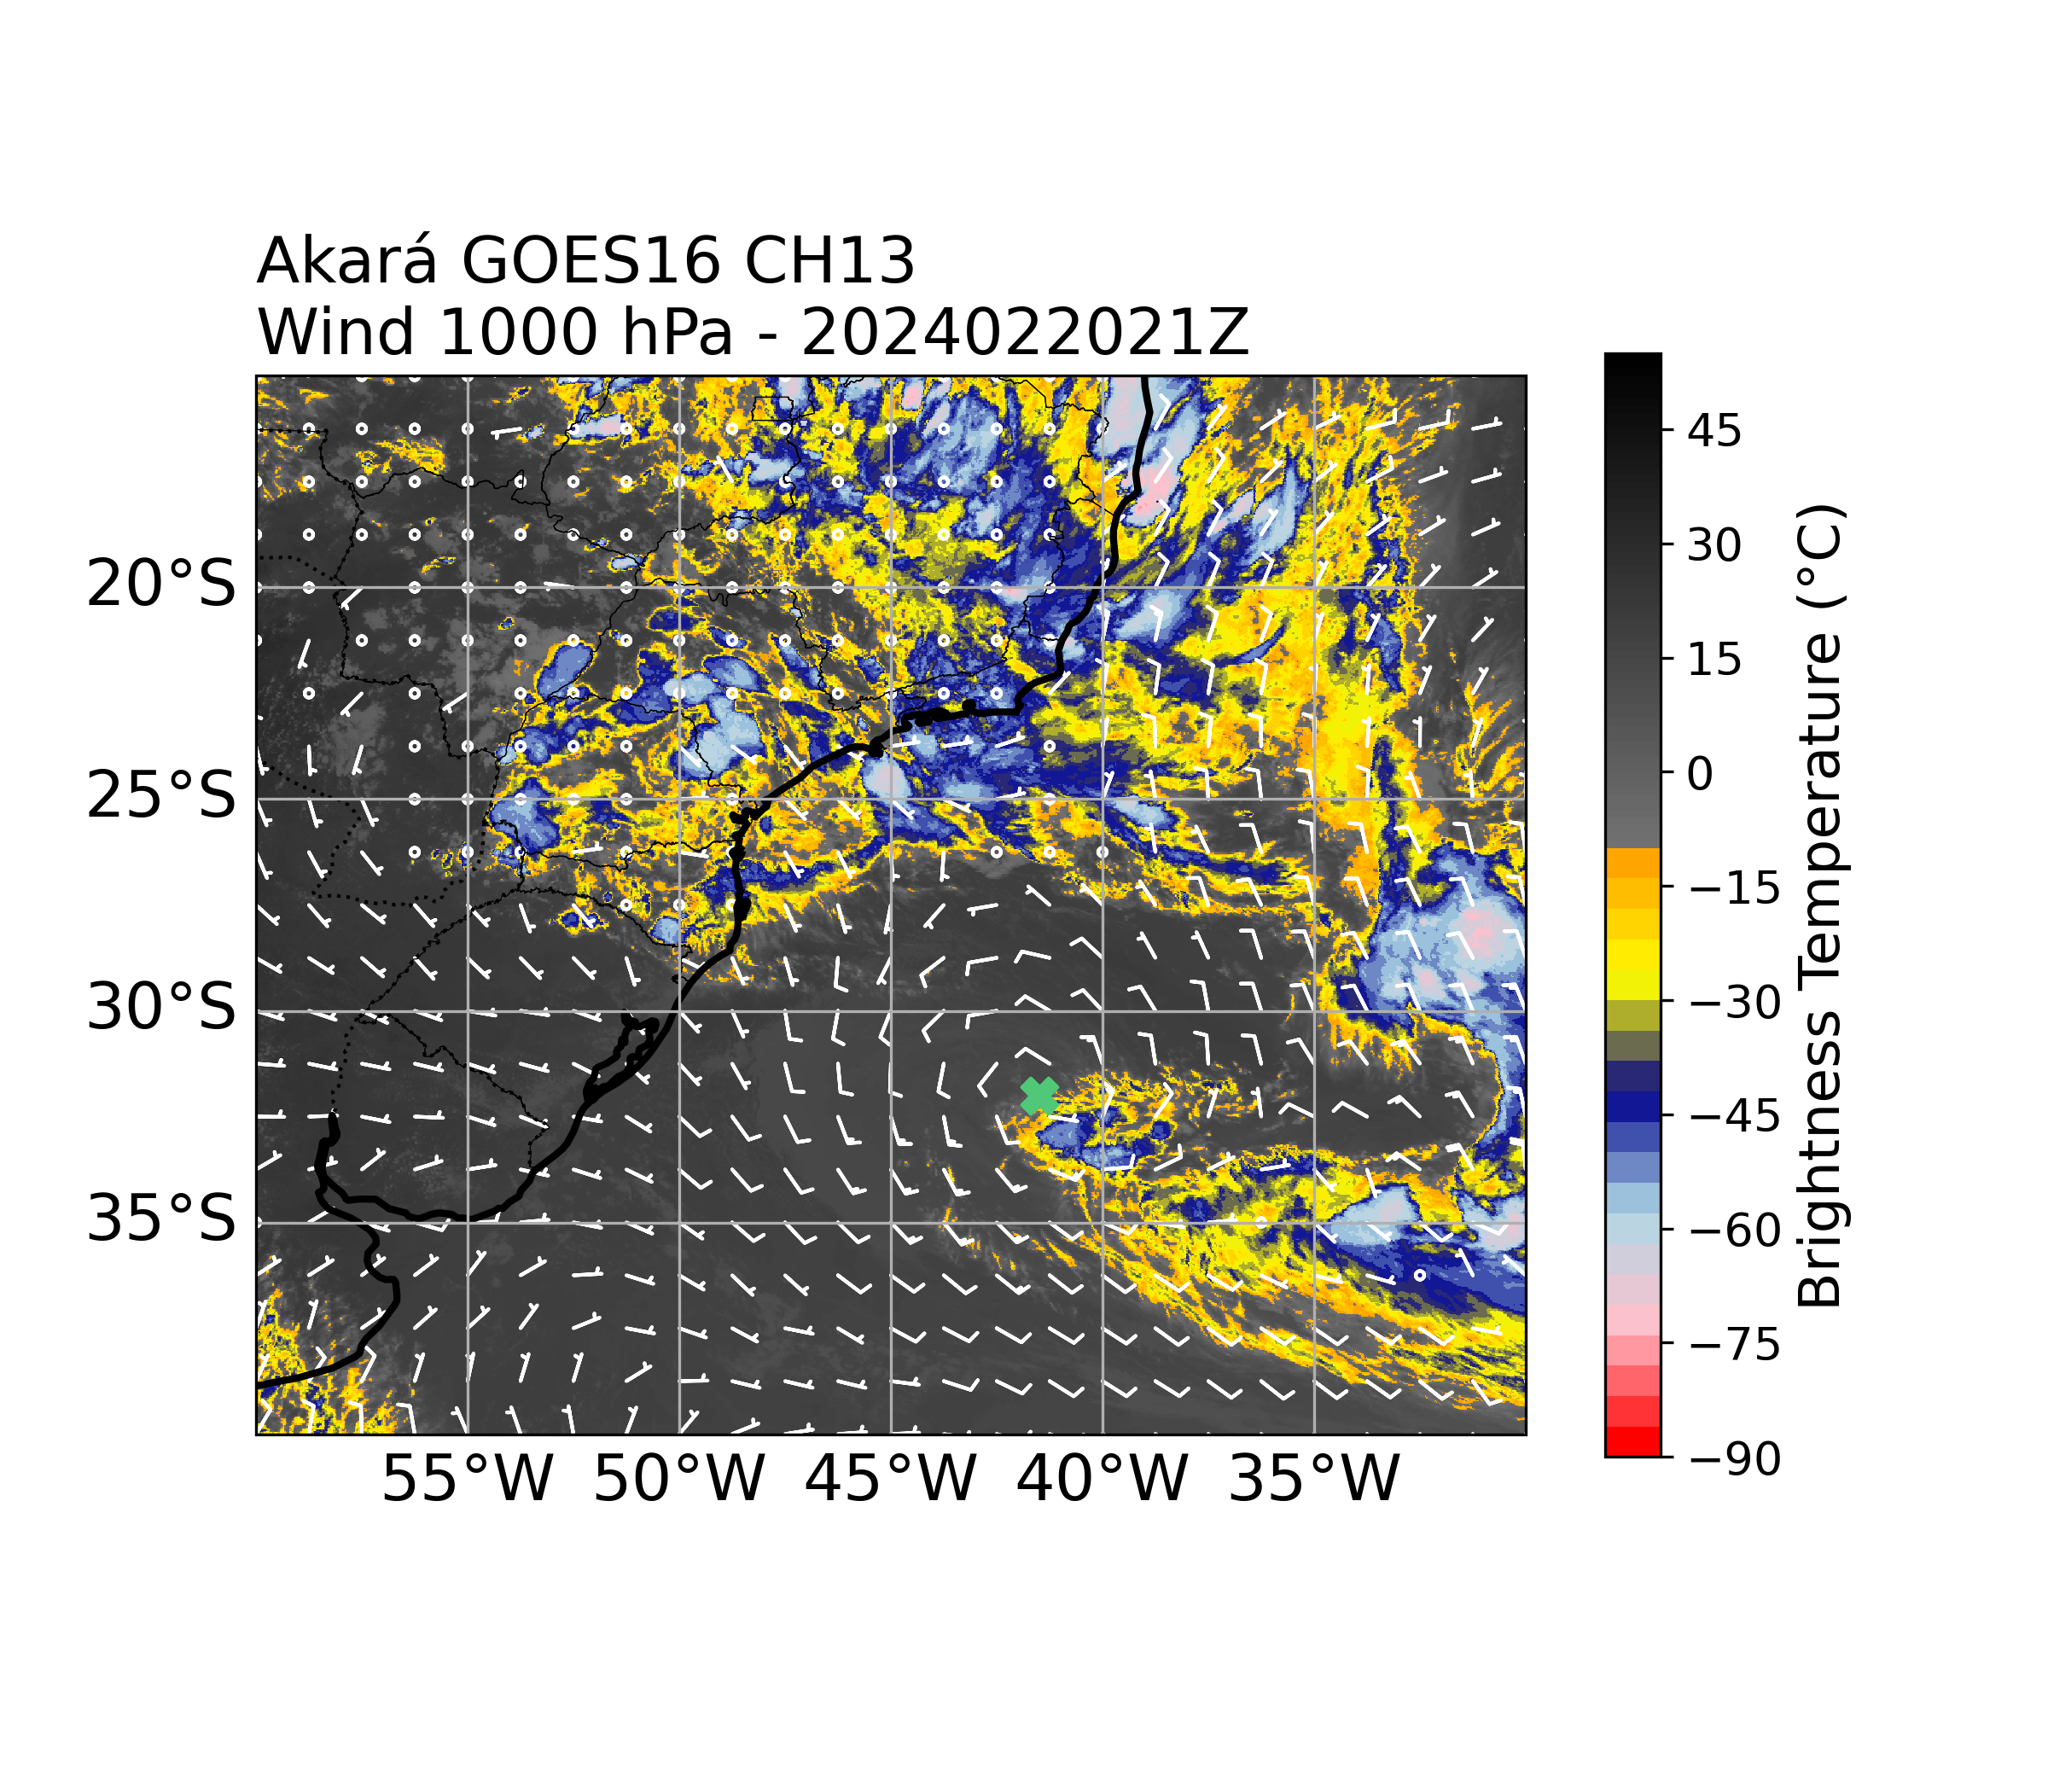 Akará GOES16 CH13
Wind 1000 hPa - 2024022021Z
20°S
25°S
30°S
35°S
55°W 50°W 45°W 40°W 35°W
45
30
15
0
−15
−30
−45
−60
−75
−90
Brightness Temperature (°C)